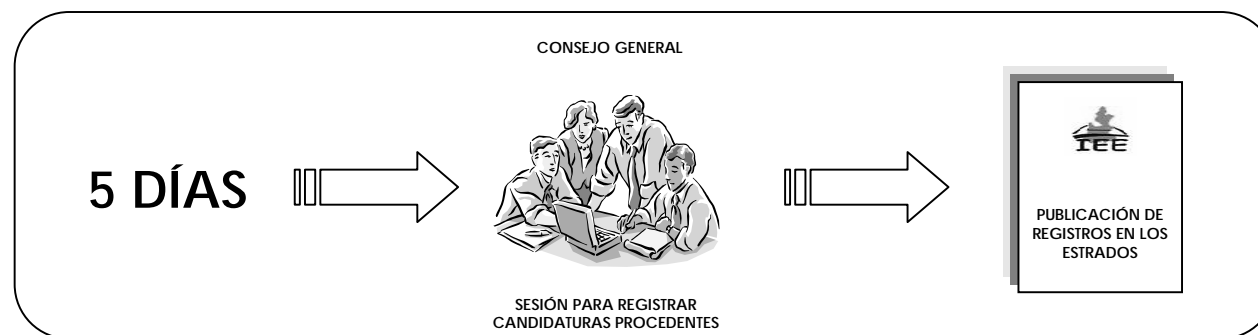 CONSEJO GENERAL
5 DÍAS
SESIÓN PARA REGISTRAR
CANDIDATURAS PROCEDENTES
IEE
PUBLICACIÓN DE
REGISTROS EN LOS
ESTRADOS